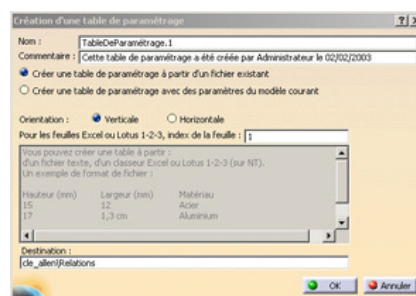 Création d'une table de paramétrage
Nom : TableDeParamétrage.1
Commentaire : Cette table de paramétrage a été créée par Administrateur le 02/02/2003
Créer une table de paramétrage à partir d'un fichier existant
Créer une table de paramétrage avec des paramètres du modèle courant
Orientation : Verticale Horizontale
Pour les feuilles Excel ou Lotus 1-2-3, index de la feuille : 1
Vous pouvez créer une table à partir :
d'un fichier texte, d'un classeur Excel ou Lotus 1-2-3 (sur NT).
Un exemple de format de fichier :
Hauteur (mm) Largeur (mm) Matériau
15 12 Acier
17 1,3 cm Aluminium
Destination :
cle_allen\Relations
OK Annuler